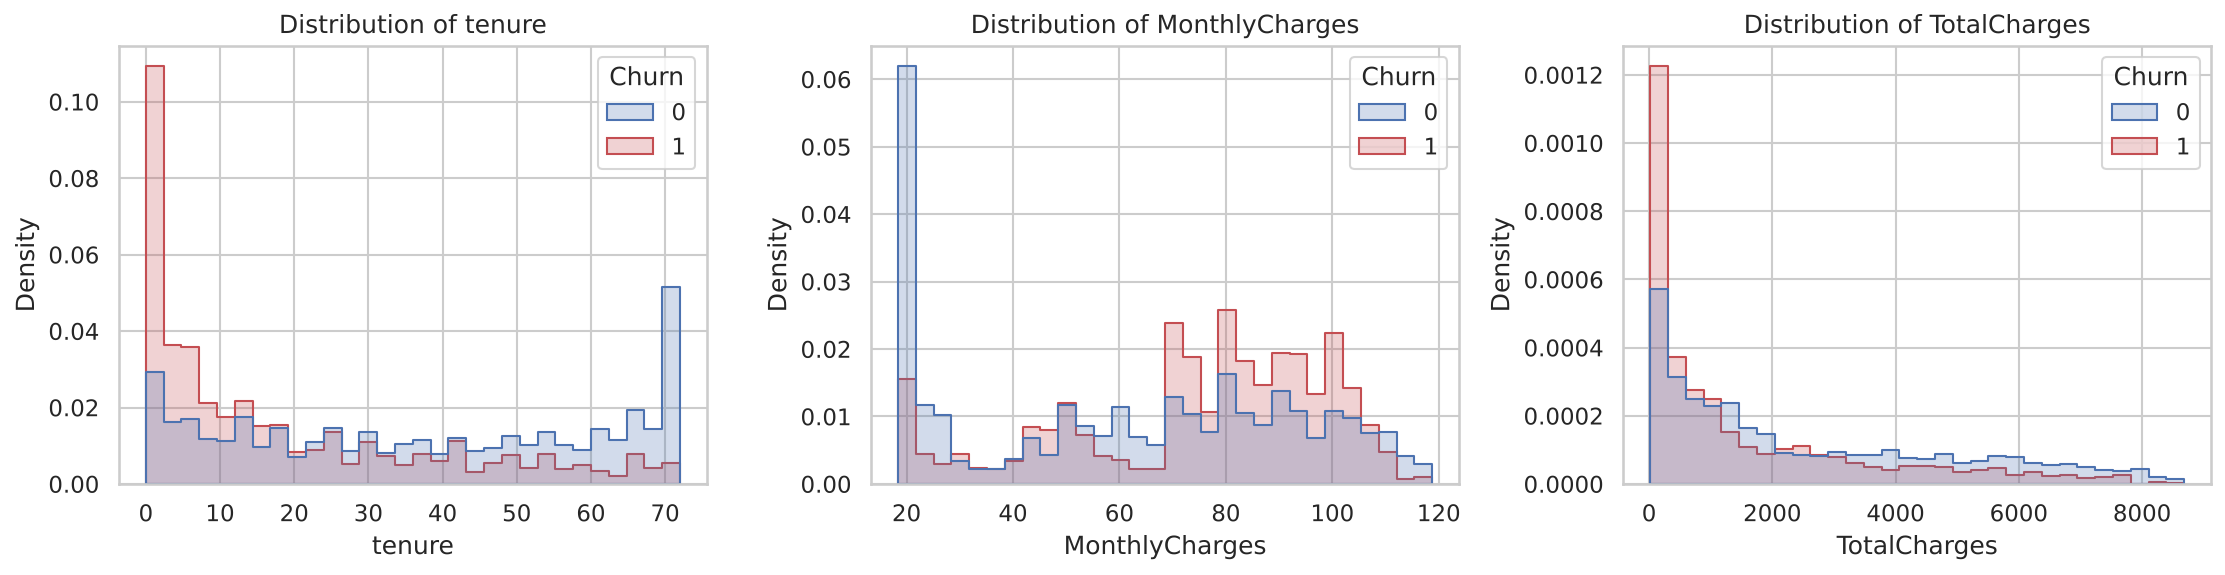 Distribution of tenure
Density
0.10
0.08
0.06
0.04
0.02
0.00
0 10 20 30 40 50 60 70
tenure
Churn
0
1
Distribution of MonthlyCharges
Density
0.06
0.05
0.04
0.03
0.02
0.01
0.00
20 40 60 80 100 120
MonthlyCharges
Churn
0
1
Distribution of TotalCharges
Density
0.0012
0.0010
0.0008
0.0006
0.0004
0.0002
0.0000
0 2000 4000 6000 8000
TotalCharges
Churn
0
1